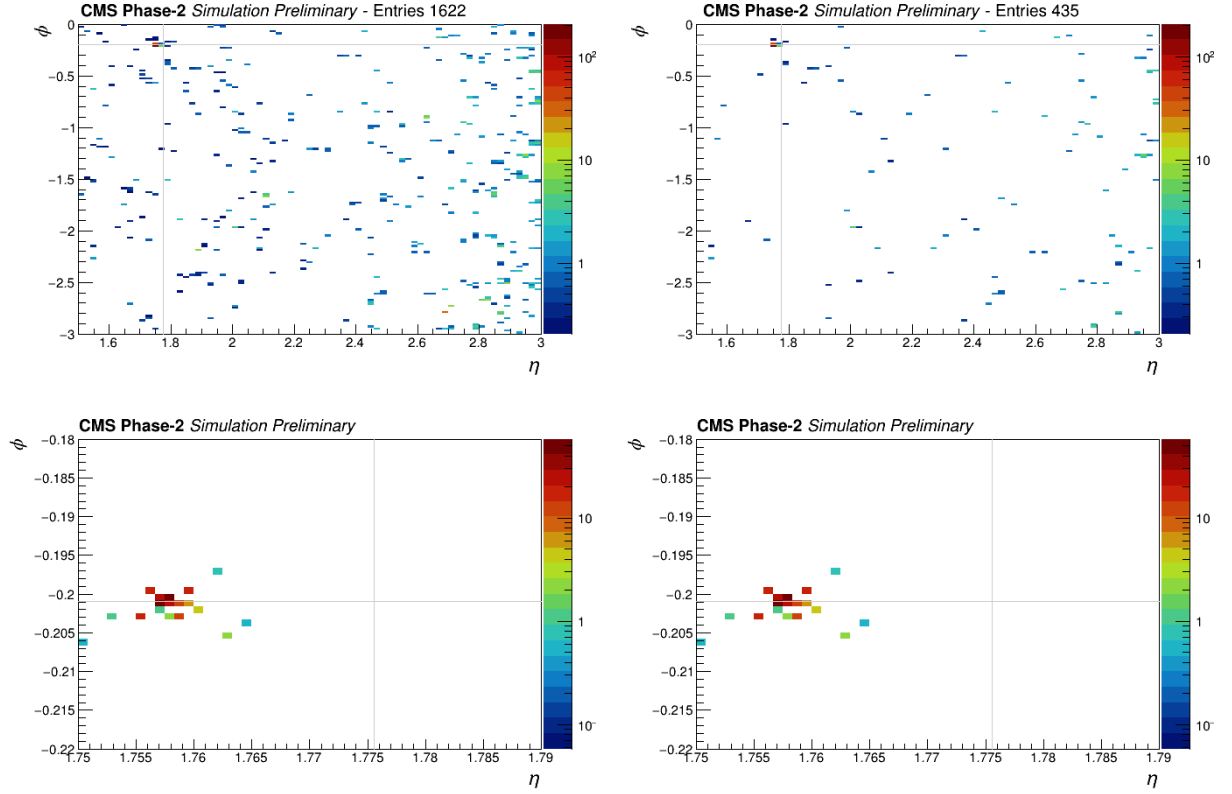 CMS Phase-2 Simulation Preliminary - Entries 1622
ϕ
0
−0.5
−1
−1.5
−2
−2.5
−3
1.6 1.8 2 2.2 2.4 2.6 2.8 3
η
10²
10
1
CMS Phase-2 Simulation Preliminary - Entries 435
ϕ
0
−0.5
−1
−1.5
−2
−2.5
−3
1.6 1.8 2 2.2 2.4 2.6 2.8 3
η
10²
10
1
CMS Phase-2 Simulation Preliminary
ϕ
−0.18
−0.185
−0.19
−0.195
−0.2
−0.205
−0.21
−0.215
−0.22
1.75 1.755 1.76 1.765 1.77 1.775 1.78 1.785 1.79
η
10
1
10⁻
CMS Phase-2 Simulation Preliminary
ϕ
−0.18
−0.185
−0.19
−0.195
−0.2
−0.205
−0.21
−0.215
−0.22
1.75 1.755 1.76 1.765 1.77 1.775 1.78 1.785 1.79
η
10
1
10⁻